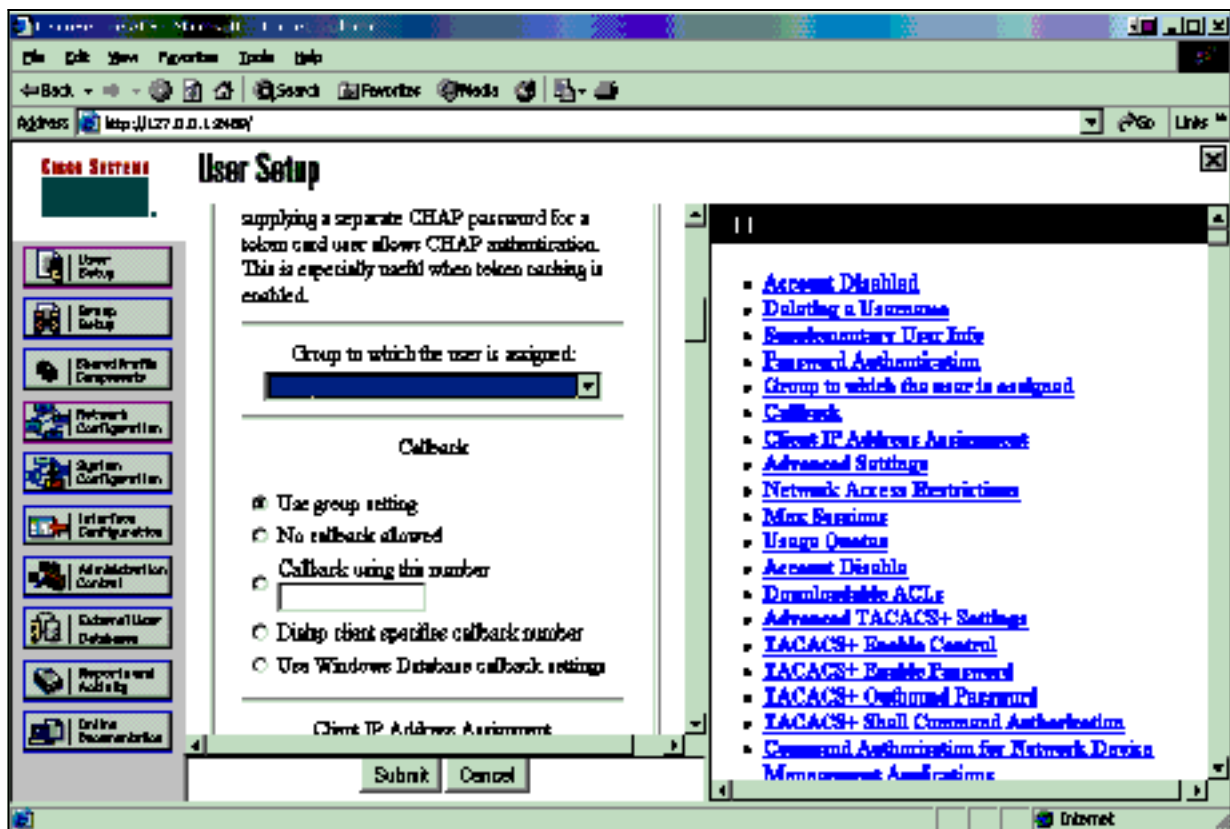 File Edit View Favorites Tools Help
Back Search Favorites Media
Address http://127.0.0.1:2489/ Go Links »
CISCO SYSTEMS
User Setup
User
Setup
Group
Setup
Shared Profile
Components
Network
Configuration
System
Configuration
Interface
Configuration
Administration
Control
External User
Databases
Reports and
Activity
Online
Documentation
supplying a separate CHAP password for a
token card user allows CHAP authentication.
This is especially useful when token caching is
enabled.
Group to which the user is assigned:
Callback
Use group setting
No callback allowed
Callback using this number
Dialup client specifies callback number
Use Windows Database callback settings
Client IP Address Assignment
Submit Cancel
Account Disabled
Deleting a Username
Supplementary User Info
Password Authentication
Group to which the user is assigned
Callback
Client IP Address Assignment
Advanced Settings
Network Access Restrictions
Max Sessions
Usage Quotas
Account Disable
Downloadable ACLs
Advanced TACACS+ Settings
TACACS+ Enable Control
TACACS+ Enable Password
TACACS+ Outbound Password
TACACS+ Shell Command Authorization
Command Authorization for Network Device
Management Applications
Internet